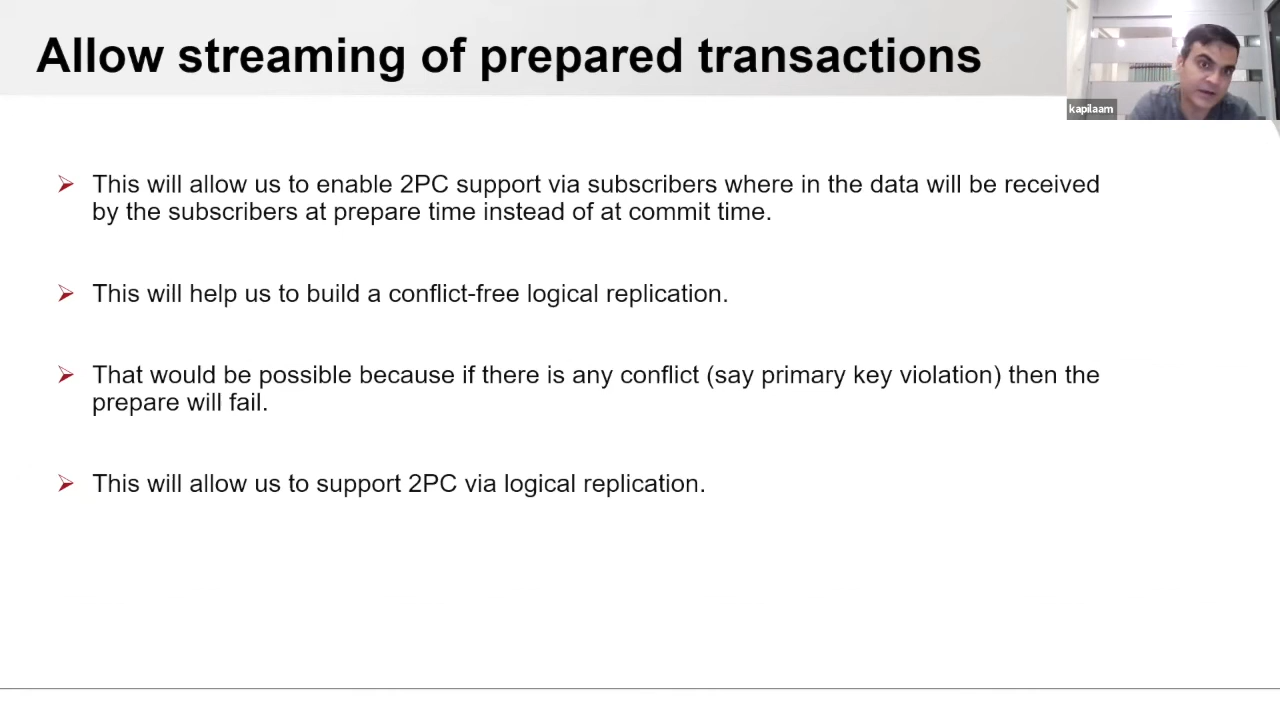 Allow streaming of prepared transactions
kapilaam
This will allow us to enable 2PC support via subscribers where in the data will be received
by the subscribers at prepare time instead of at commit time.
This will help us to build a conflict-free logical replication.
That would be possible because if there is any conflict (say primary key violation) then the
prepare will fail.
This will allow us to support 2PC via logical replication.